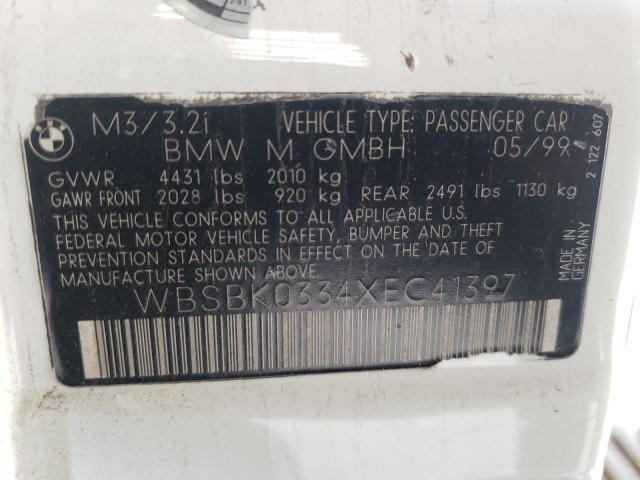 241
BMW
M3/3.2i VEHICLE TYPE: PASSENGER CAR
BMW M GMBH 05/99
GVWR 4431 lbs 2010 kg
GAWR FRONT 2028 lbs 920 kg REAR 2491 lbs 1130 kg
THIS VEHICLE CONFORMS TO ALL APPLICABLE U.S.
FEDERAL MOTOR VEHICLE SAFETY, BUMPER AND THEFT
PREVENTION STANDARDS IN EFFECT ON THE DATE OF
MANUFACTURE SHOWN ABOVE
WBSBK0334XEC41397
MADE IN
GERMANY
2 122 607